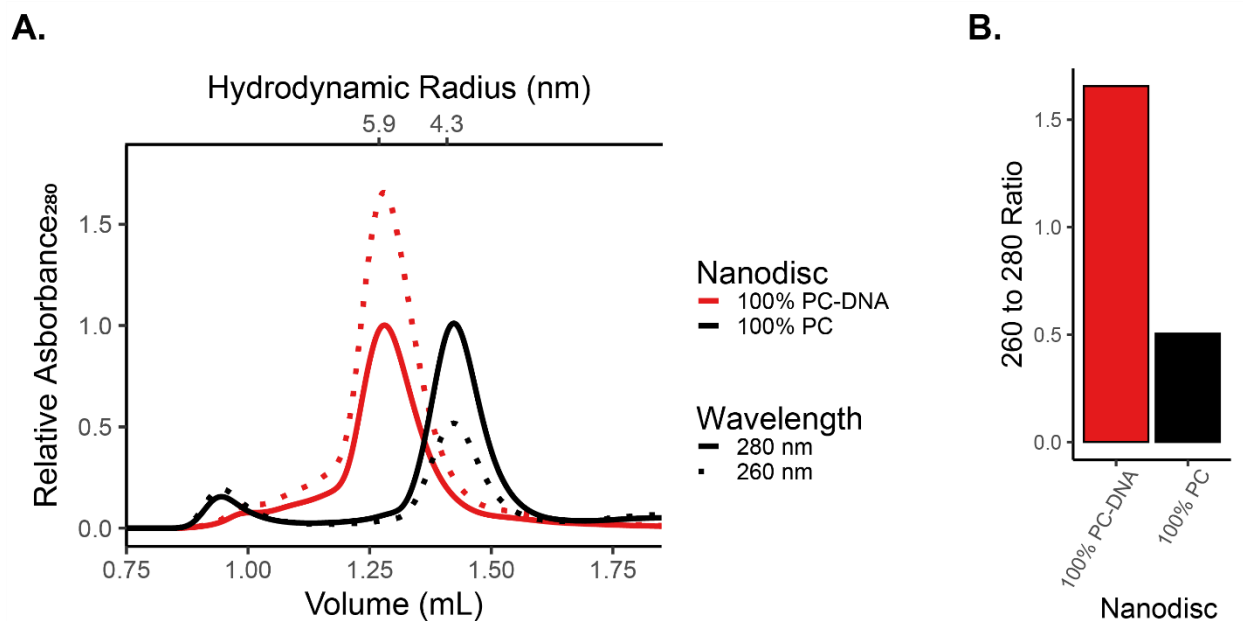 A.
Hydrodynamic Radius (nm)
5.9 4.3
Relative Asborbance₂₈₀
1.5
1.0
0.5
0.0
0.75 1.00 1.25 1.50 1.75
Volume (mL)
Nanodisc
100% PC-DNA
100% PC
Wavelength
280 nm
260 nm
B.
260 to 280 Ratio
1.5
1.0
0.5
0.0
100% PC-DNA
100% PC
Nanodisc